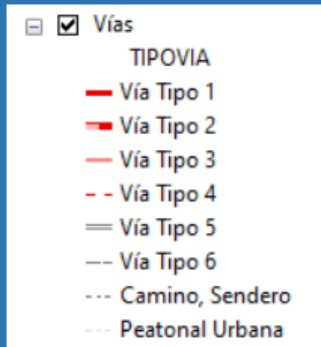 Vías
TIPOVIA
Vía Tipo 1
Vía Tipo 2
Vía Tipo 3
Vía Tipo 4
Vía Tipo 5
Vía Tipo 6
Camino, Sendero
Peatonal Urbana